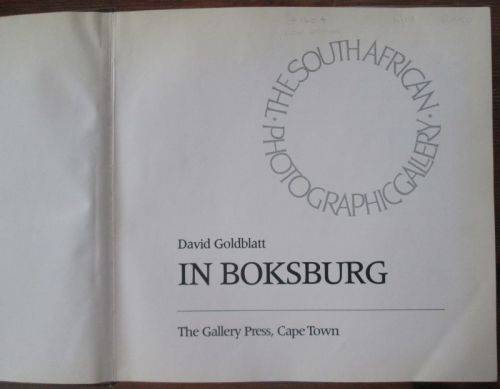 · THE SOUTH AFRICAN · PHOTOGRAPHIC GALLERY
David Goldblatt
IN BOKSBURG
The Gallery Press, Cape Town